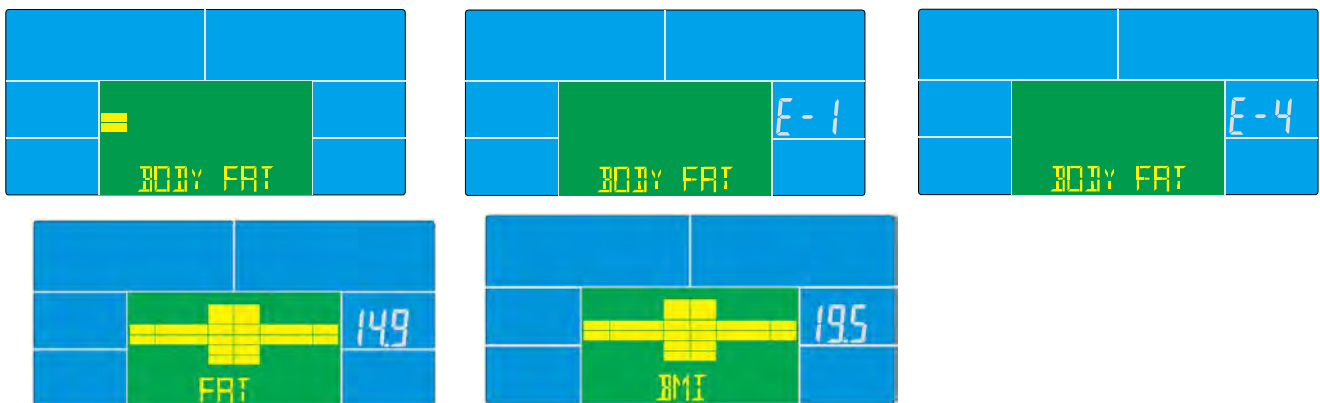 BODY FAT
E-1
BODY FAT
E-4
BODY FAT
14.9
FAT
19.5
BMI